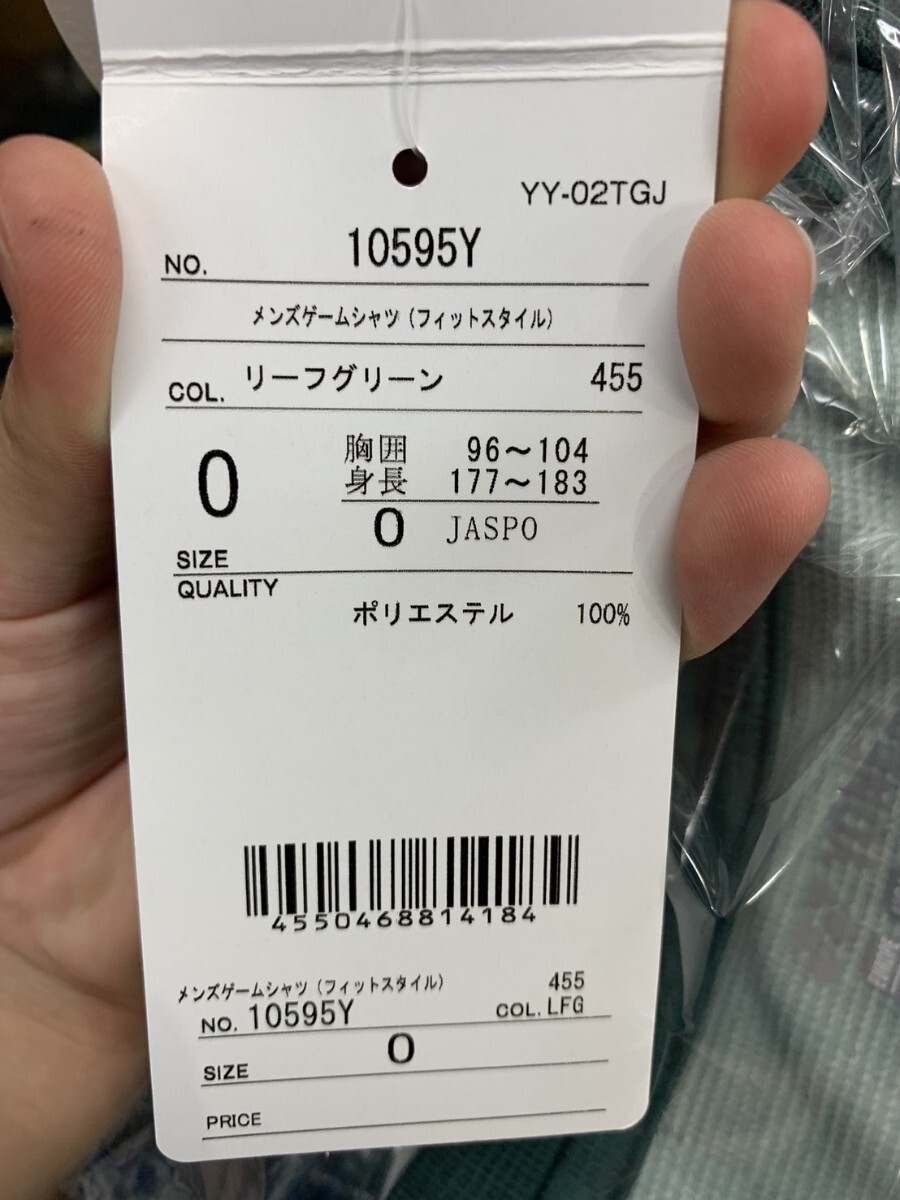 YY-02TGJ
NO. 10595Y
メンズゲームシャツ(フィットスタイル)
COL. リーフグリーン 455
胸囲 96~104
身長 177~183
0
0 JASPO
SIZE
QUALITY
ポリエステル 100%
4550468814184
メンズゲームシャツ(フィットスタイル) 455
NO. 10595Y COL. LFG
0
SIZE
PRICE